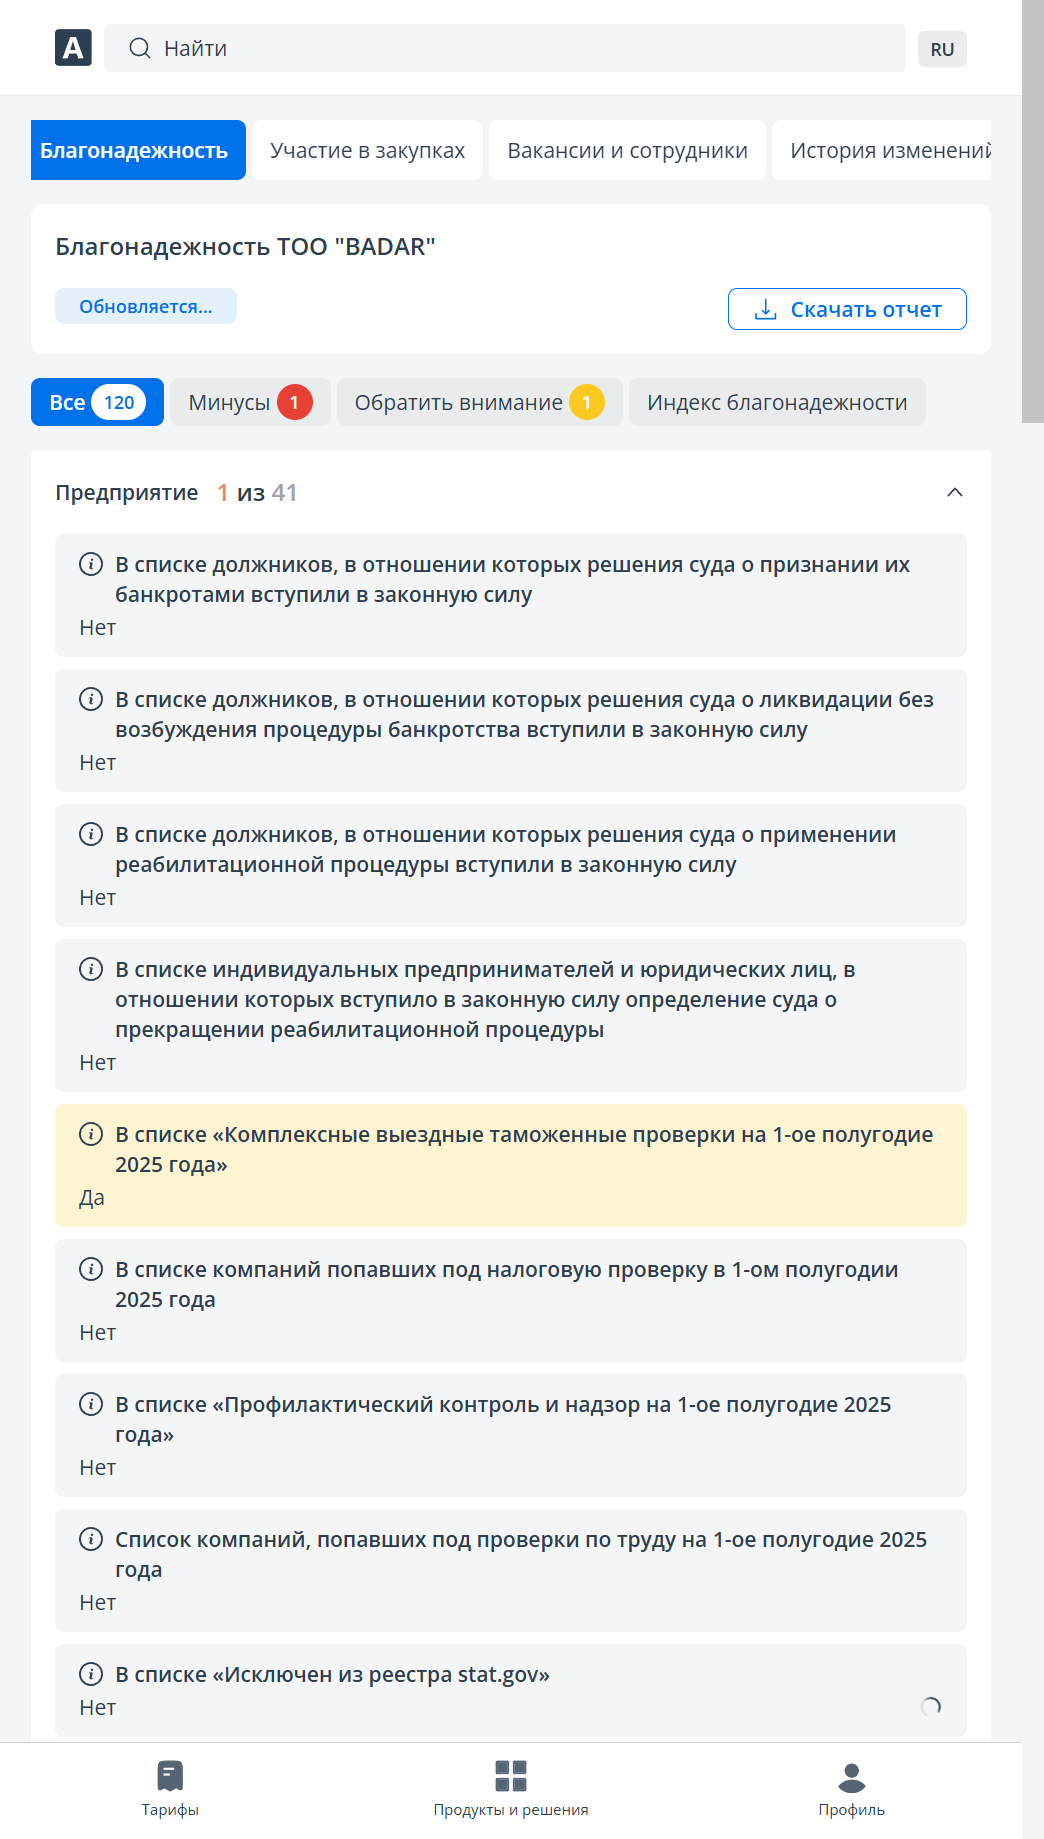 A
Найти
RU
Благонадежность
Участие в закупках
Вакансии и сотрудники
История изменений
Благонадежность ТОО "BADAR"
Обновляется...
Скачать отчет
Все 120
Минусы 1
Обратить внимание 1
Индекс благонадежности
Предприятие 1 из 41
В списке должников, в отношении которых решения суда о признании их
банкротами вступили в законную силу
Нет
В списке должников, в отношении которых решения суда о ликвидации без
возбуждения процедуры банкротства вступили в законную силу
Нет
В списке должников, в отношении которых решения суда о применении
реабилитационной процедуры вступили в законную силу
Нет
В списке индивидуальных предпринимателей и юридических лиц, в
отношении которых вступило в законную силу определение суда о
прекращении реабилитационной процедуры
Нет
В списке «Комплексные выездные таможенные проверки на 1-ое полугодие
2025 года»
Да
В списке компаний попавших под налоговую проверку в 1-ом полугодии
2025 года
Нет
В списке «Профилактический контроль и надзор на 1-ое полугодие 2025
года»
Нет
Список компаний, попавших под проверки по труду на 1-ое полугодие 2025
года
Нет
В списке «Исключен из реестра stat.gov»
Нет
Тарифы
Продукты и решения
Профиль